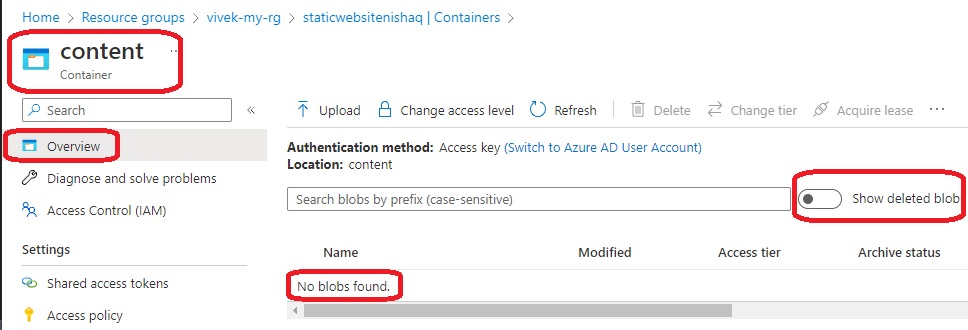 Home > Resource groups > vivek-my-rg > staticwebsitenishaq | Containers >
content ...
Container
Search «
Upload Change access level Refresh Delete Change tier Acquire lease ...
Overview
Authentication method: Access key (Switch to Azure AD User Account)
Location: content
Diagnose and solve problems
Search blobs by prefix (case-sensitive) Show deleted blob
Access Control (IAM)
Settings
Name Modified Access tier Archive status
Shared access tokens
No blobs found.
Access policy